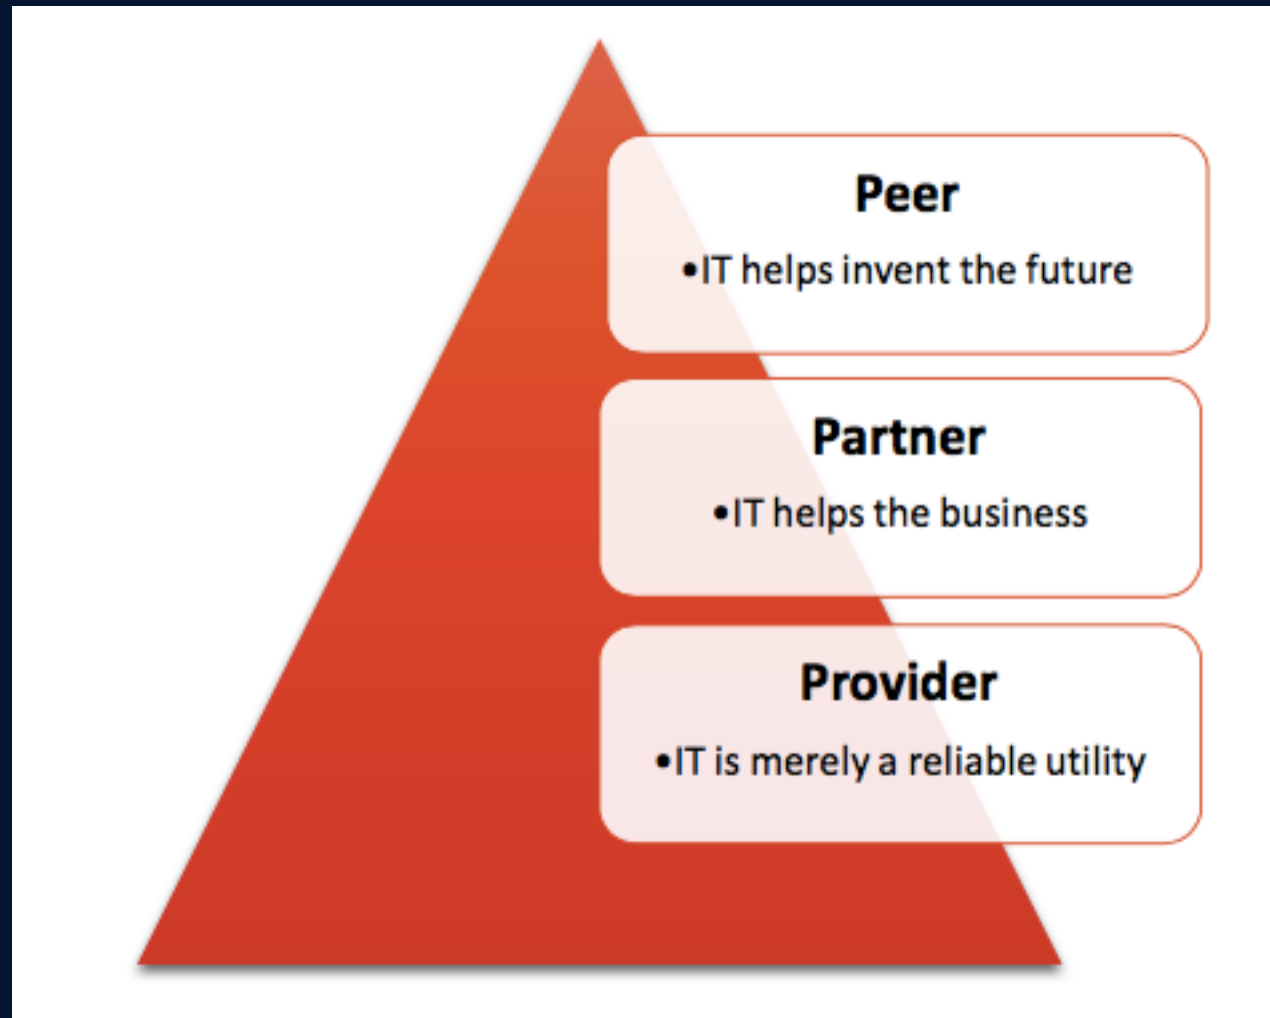 Peer
•IT helps invent the future
Partner
•IT helps the business
Provider
•IT is merely a reliable utility